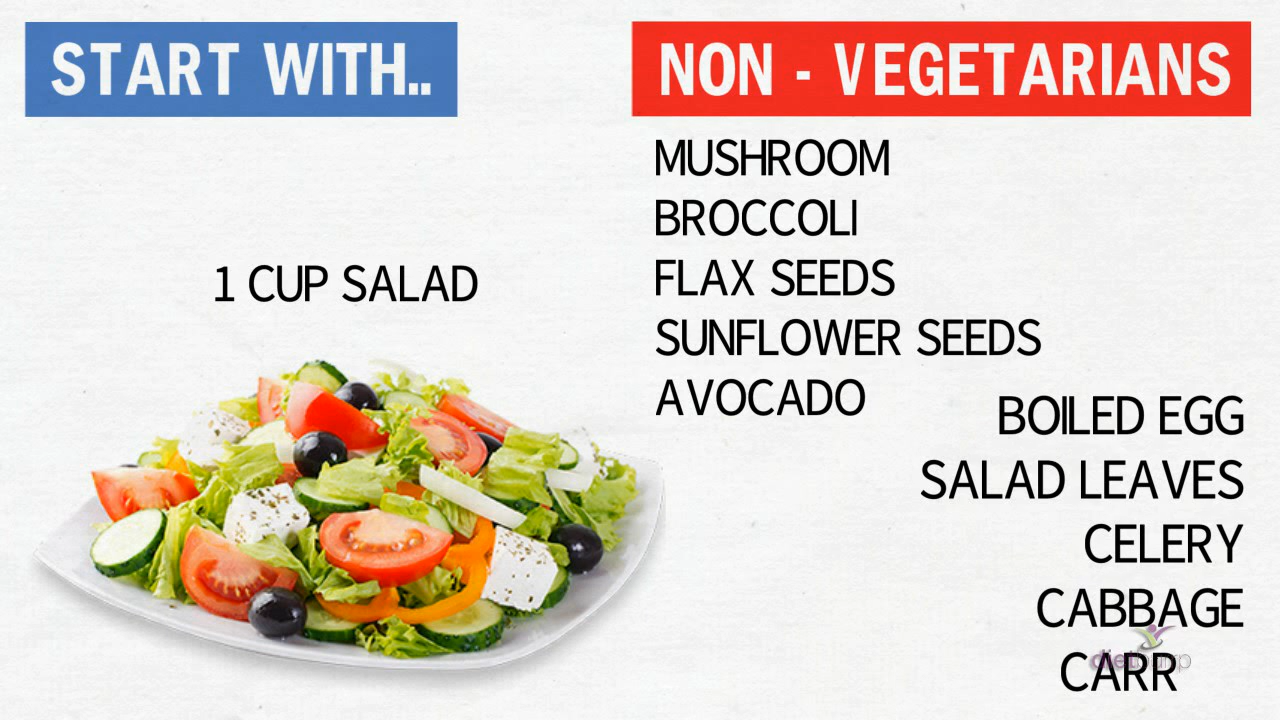 START WITH..
NON - VEGETARIANS
1 CUP SALAD
MUSHROOM
BROCCOLI
FLAX SEEDS
SUNFLOWER SEEDS
AVOCADO
BOILED EGG
SALAD LEAVES
CELERY
CABBAGE
CARR